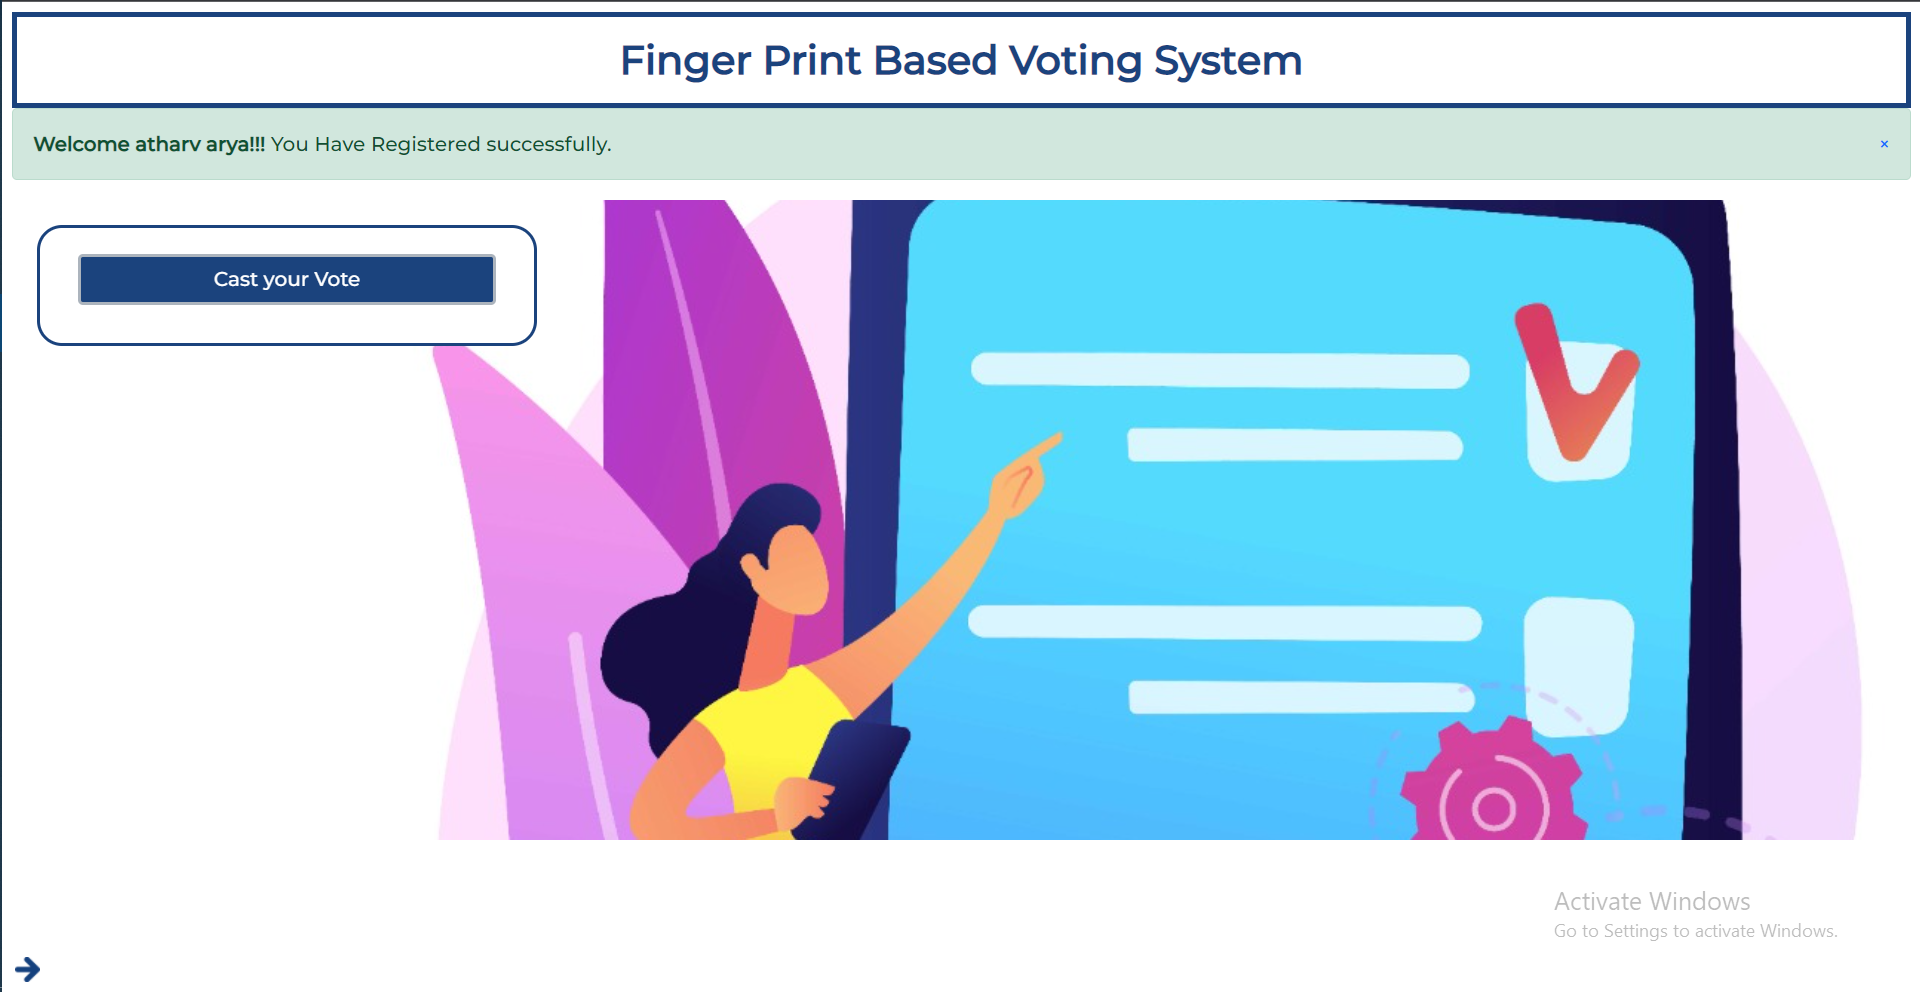 Finger Print Based Voting System
Welcome atharv arya!!! You Have Registered successfully.
×
Cast your Vote
Activate Windows
Go to Settings to activate Windows.